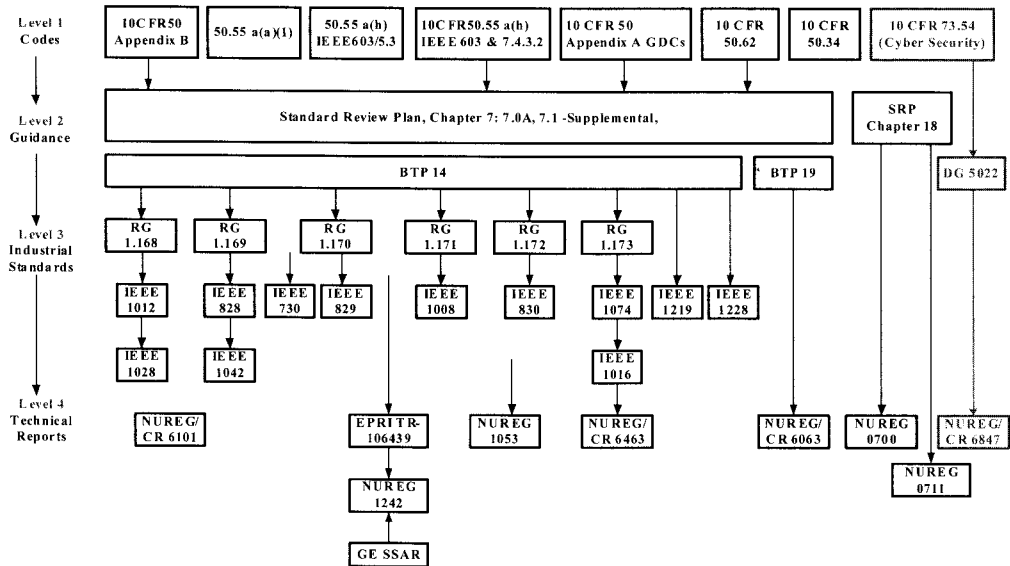 Level 1
Codes
10CFR50
Appendix B
50.55 a(a)(1)
50.55 a(h)
IEEE603/5.3
10CFR50.55 a(h)
IEEE 603 & 7.4.3.2
10 CFR 50
Appendix A GDCs
10 CFR
50.62
10 CFR
50.34
10 CFR 73.54
(Cyber Security)
Level 2
Guidance
Standard Review Plan, Chapter 7: 7.0A, 7.1 -Supplemental,
SRP
Chapter 18
BTP 14
BTP 19
DG 5022
Level 3
Industrial
Standards
RG
1.168
RG
1.169
RG
1.170
RG
1.171
RG
1.172
RG
1.173
IEEE
1012
IEEE
828
IEEE
730
IEEE
829
IEEE
1008
IEEE
830
IEEE
1074
IEEE
1219
IEEE
1228
IEEE
1028
IEEE
1042
IEEE
1016
Level 4
Technical
Reports
NUREG/
CR 6101
EPRITR-
106439
NUREG
1053
NUREG/
CR 6463
NUREG/
CR 6063
NUREG
0700
NUREG/
CR 6847
NUREG
1242
NUREG
0711
GE SSAR